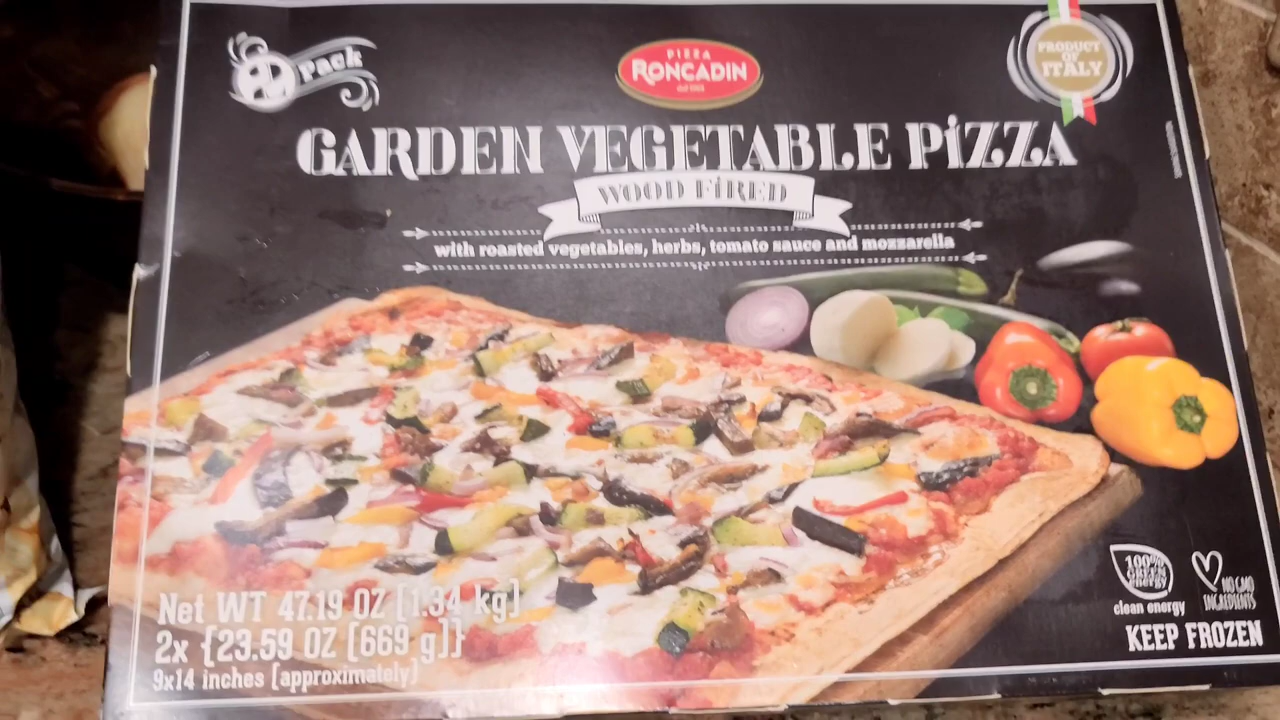 2 Pack
PIZZA
RONCADIN
PRODUCT
OF
ITALY
GARDEN VEGETABLE PiZZA
WOOD FiRED
with roasted vegetables, herbs, tomato sauce and mozzarella
Net WT 47.19 OZ [1.34 kg]
2x {23.59 OZ [669 g]}
9x14 inches [approximately]
100%
GREEN
ENERGY
clean energy
NO GMO
INGREDIENTS
KEEP FROZEN